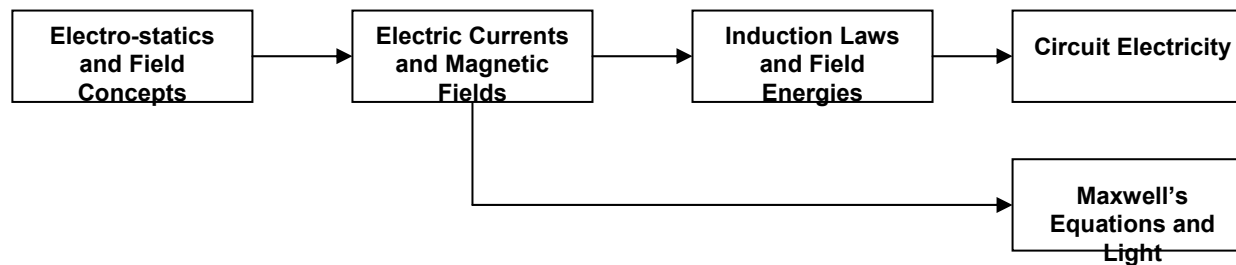 Electro-statics
and Field
Concepts
Electric Currents
and Magnetic
Fields
Induction Laws
and Field
Energies
Circuit Electricity
Maxwell’s
Equations and
Light